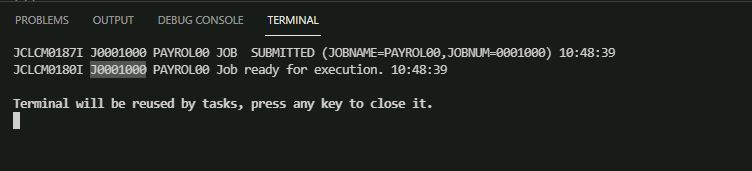 PROBLEMS OUTPUT DEBUG CONSOLE TERMINAL
JCLCM0187I J0001000 PAYROL00 JOB  SUBMITTED (JOBNAME=PAYROL00,JOBNUM=0001000) 10:48:39
JCLCM0180I J0001000 PAYROL00 Job ready for execution. 10:48:39
Terminal will be reused by tasks, press any key to close it.